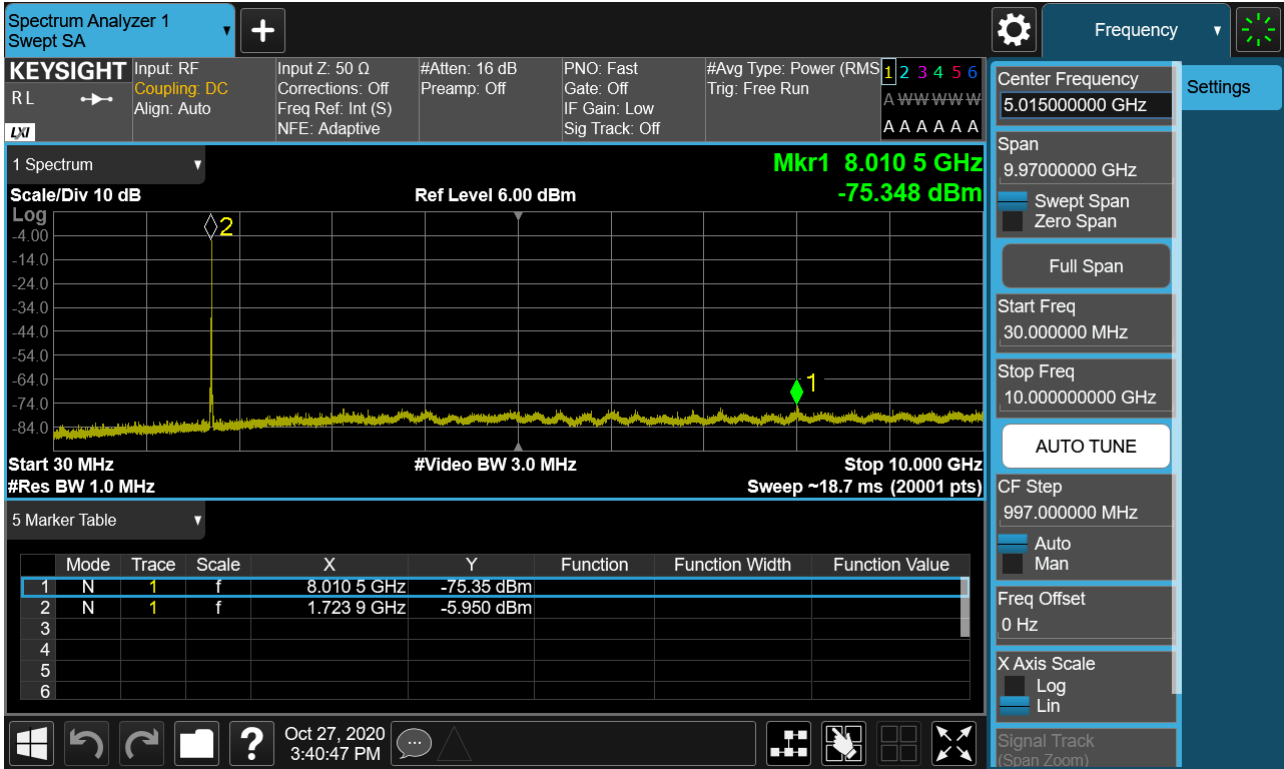 Spectrum Analyzer 1
Swept SA
Frequency
KEYSIGHT
R L
LXI
Input: RF
Coupling: DC
Align: Auto
Input Z: 50 Ω
Corrections: Off
Freq Ref: Int (S)
NFE: Adaptive
#Atten: 16 dB
Preamp: Off
PNO: Fast
Gate: Off
IF Gain: Low
Sig Track: Off
#Avg Type: Power (RMS
Trig: Free Run
1 2 3 4 5 6
A W W W W W
A A A A A A
1 Spectrum
Mkr1 8.010 5 GHz
-75.348 dBm
Scale/Div 10 dB
Ref Level 6.00 dBm
Log
-4.00
-14.0
-24.0
-34.0
-44.0
-54.0
-64.0
-74.0
-84.0
2
1
Start 30 MHz
#Video BW 3.0 MHz
Stop 10.000 GHz
#Res BW 1.0 MHz
Sweep ~18.7 ms (20001 pts)
5 Marker Table
Mode Trace Scale X Y Function Function Width Function Value
1 N 1 f 8.010 5 GHz -75.35 dBm
2 N 1 f 1.723 9 GHz -5.950 dBm
3
4
5
6
Oct 27, 2020
3:40:47 PM
Center Frequency
5.015000000 GHz
Settings
Span
9.97000000 GHz
Swept Span
Zero Span
Full Span
Start Freq
30.000000 MHz
Stop Freq
10.000000000 GHz
AUTO TUNE
CF Step
997.000000 MHz
Auto
Man
Freq Offset
0 Hz
X Axis Scale
Log
Lin
Signal Track
(Span Zoom)